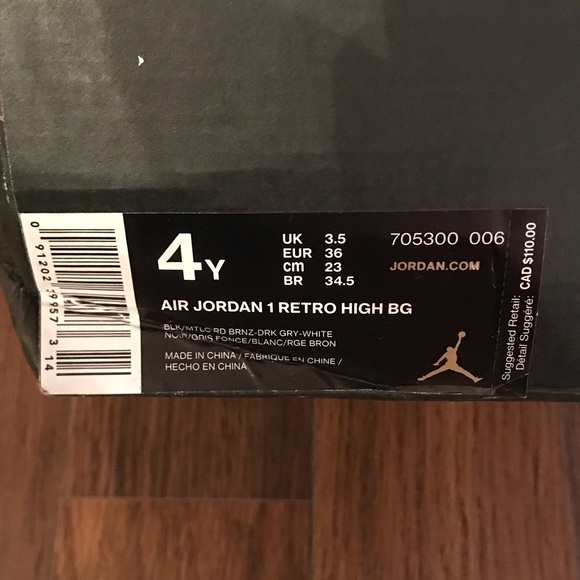 4Y
UK 3.5
EUR 36
cm 23
BR 34.5
705300 006
JORDAN.COM
AIR JORDAN 1 RETRO HIGH BG
BLK/MTLC RD BRNZ-DRK GRY-WHITE
NOIR/GRIS FONCE/BLANC/RGE BRON
MADE IN CHINA / FABRIQUÉ EN CHINE /
HECHO EN CHINA
Suggested Retail: CAD $110.00
Détail Suggéré:
0 91202 39957 3 14